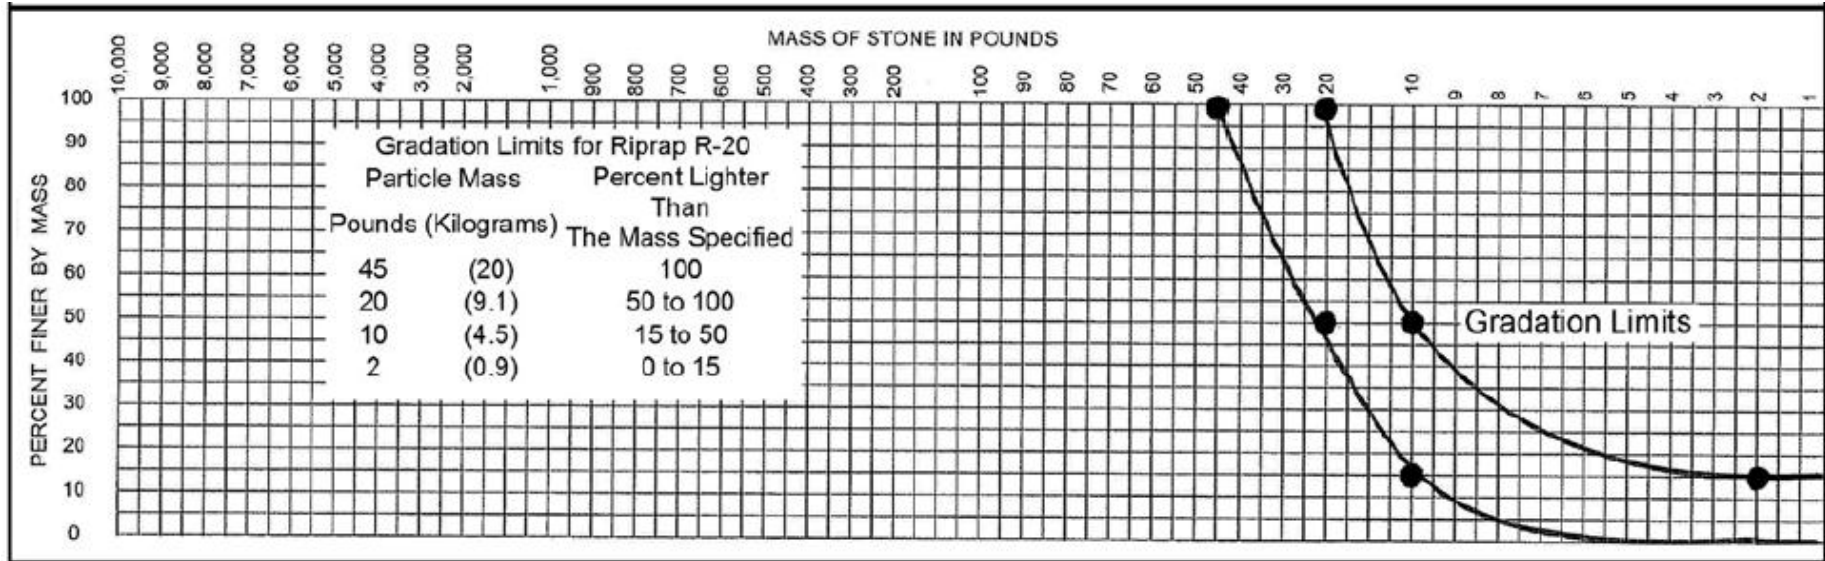 MASS OF STONE IN POUNDS
10,000 9,000 8,000 7,000 6,000 5,000 4,000 3,000 2,000 1,000 900 800 700 600 500 400 300 200 100 90 80 70 60 50 40 30 20 10 9 8 7 6 5 4 3 2 1
PERCENT FINER BY MASS
100
90
80
70
60
50
40
30
20
10
0
Gradation Limits for Riprap R-20
Particle Mass Percent Lighter
Than
Pounds (Kilograms) The Mass Specified
45 (20) 100
20 (9.1) 50 to 100
10 (4.5) 15 to 50
2 (0.9) 0 to 15
Gradation Limits